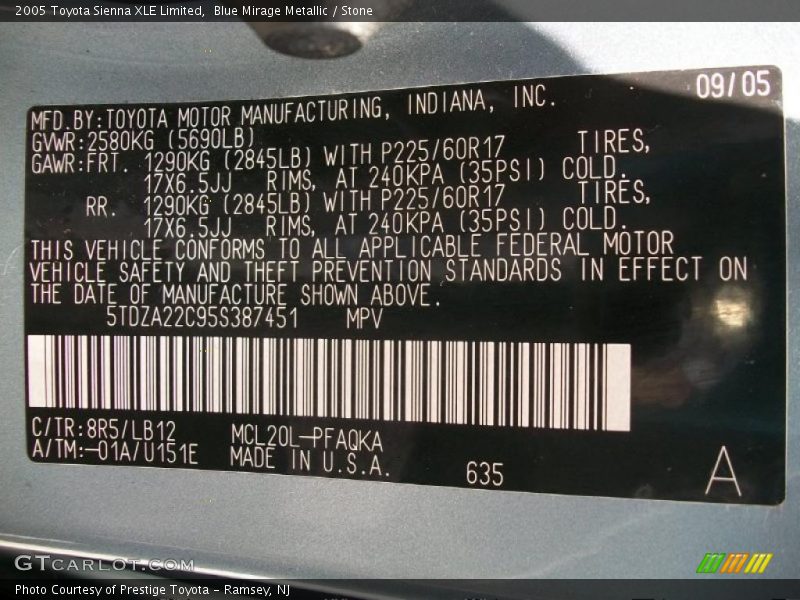 2005 Toyota Sienna XLE Limited, Blue Mirage Metallic / Stone
09/05
MFD.BY:TOYOTA MOTOR MANUFACTURING, INDIANA, INC.
GVWR:2580KG (5690LB)
GAWR:FRT. 1290KG (2845LB) WITH P225/60R17 TIRES,
17X6.5JJ RIMS, AT 240KPA (35PSI) COLD.
RR. 1290KG (2845LB) WITH P225/60R17 TIRES,
17X6.5JJ RIMS, AT 240KPA (35PSI) COLD.
THIS VEHICLE CONFORMS TO ALL APPLICABLE FEDERAL MOTOR
VEHICLE SAFETY AND THEFT PREVENTION STANDARDS IN EFFECT ON
THE DATE OF MANUFACTURE SHOWN ABOVE.
5TDZA22C95S387451 MPV
C/TR:8R5/LB12 MCL20L-PFAQKA
A/TM:-01A/U151E MADE IN U.S.A. 635 A
GTCARLOT.COM
Photo Courtesy of Prestige Toyota - Ramsey, NJ